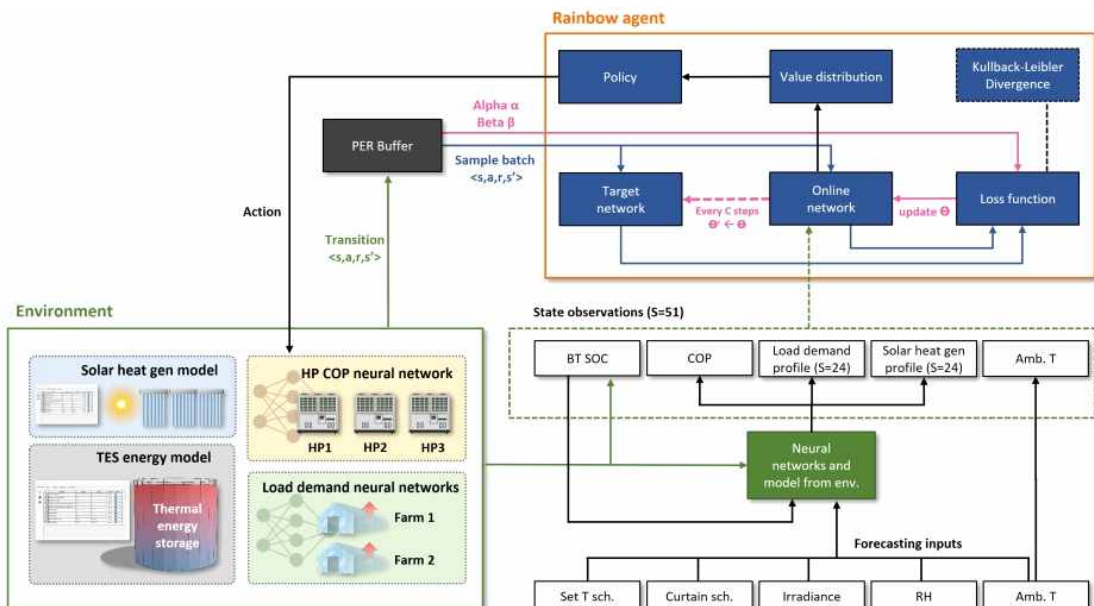 Rainbow agent
Policy
Value distribution
Kullback-Leibler
Divergence
Alpha α
Beta β
PER Buffer
Sample batch
<s,a,r,s'>
Target
network
Every C steps
Θ' ← Θ
Online
network
update Θ
Loss function
Action
Transition
<s,a,r,s'>
Environment
State observations (S=51)
BT SOC
COP
Load demand
profile (S=24)
Solar heat gen
profile (S=24)
Amb. T
Solar heat gen model
HP COP neural network
HP1
HP2
HP3
TES energy model
Thermal
energy
storage
Load demand neural networks
Farm 1
Farm 2
Neural
networks and
model from env.
Forecasting inputs
Set T sch.
Curtain sch.
Irradiance
RH
Amb. T